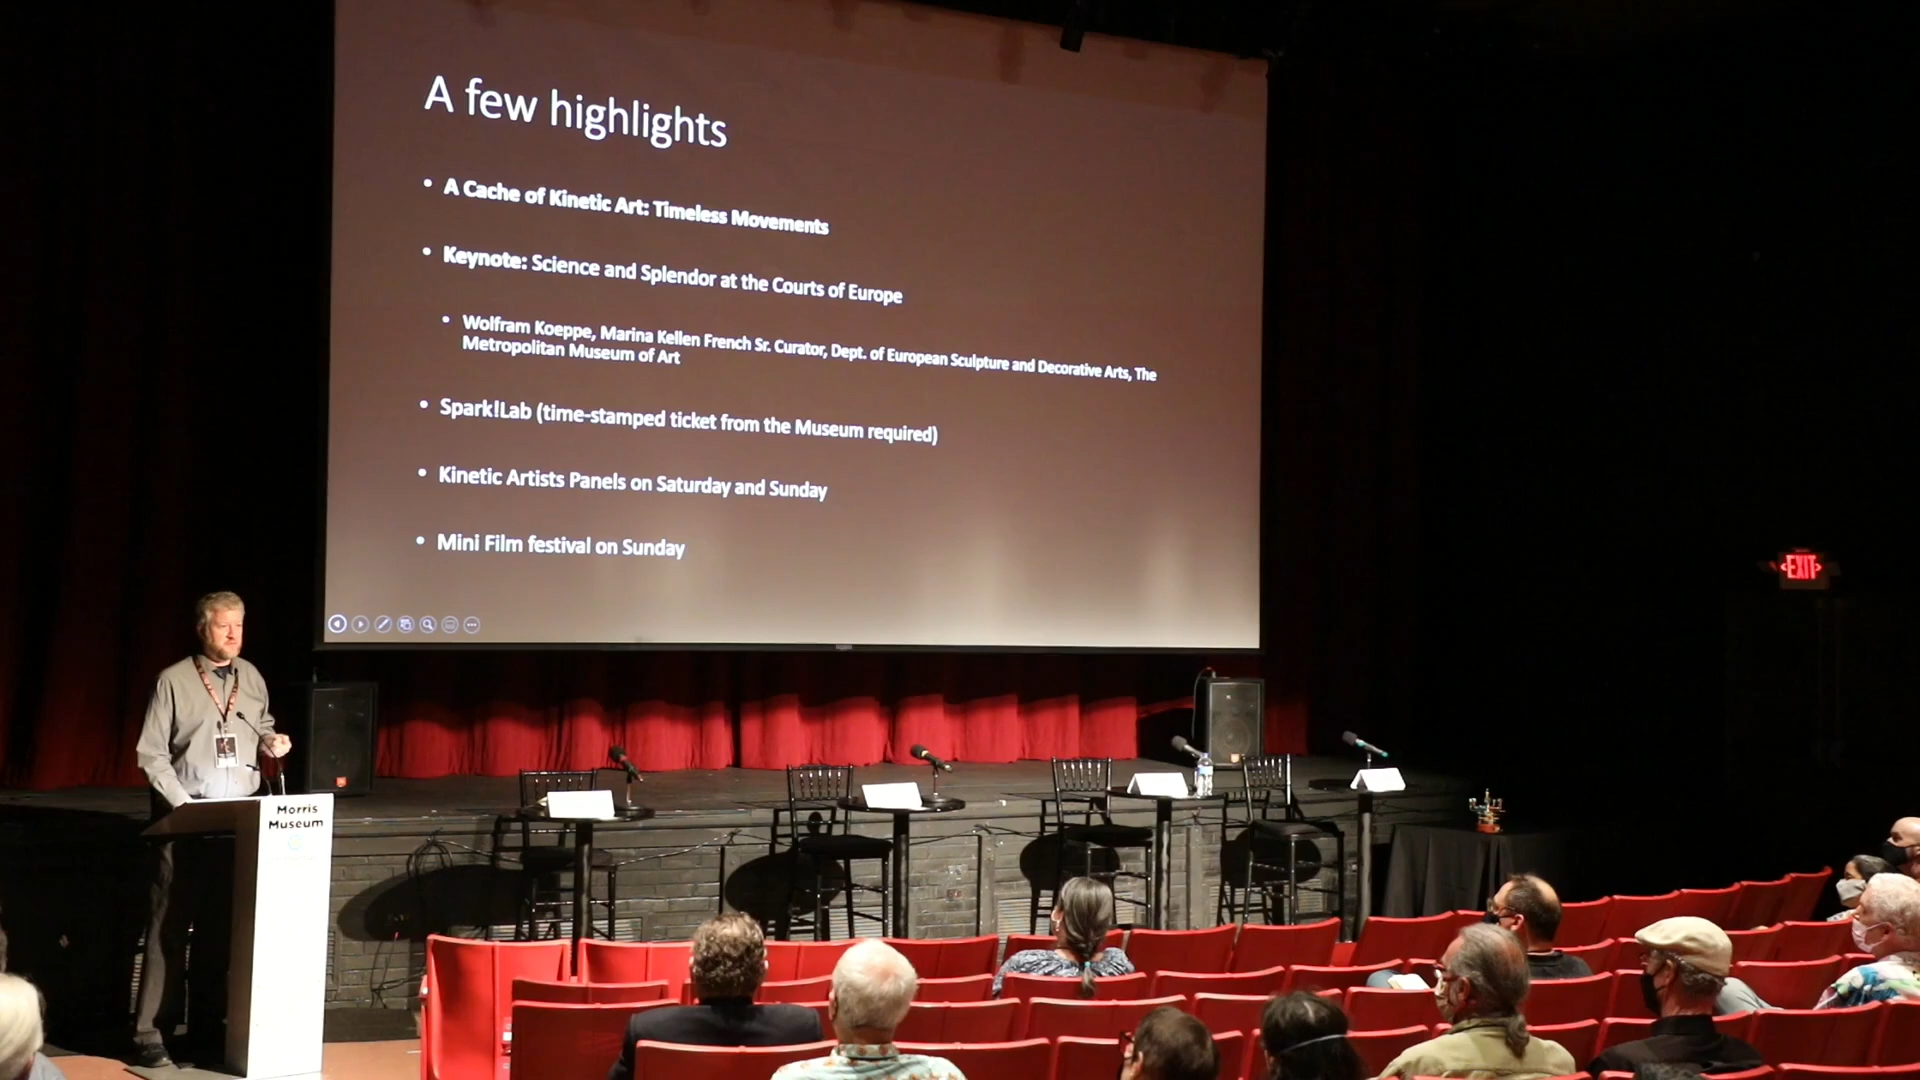 A few highlights
• A Cache of Kinetic Art: Timeless Movements
• Keynote: Science and Splendor at the Courts of Europe
• Wolfram Koeppe, Marina Kellen French Sr. Curator, Dept. of European Sculpture and Decorative Arts, The
Metropolitan Museum of Art
• Spark!Lab (time-stamped ticket from the Museum required)
• Kinetic Artists Panels on Saturday and Sunday
• Mini Film festival on Sunday
EXIT
Morris
Museum